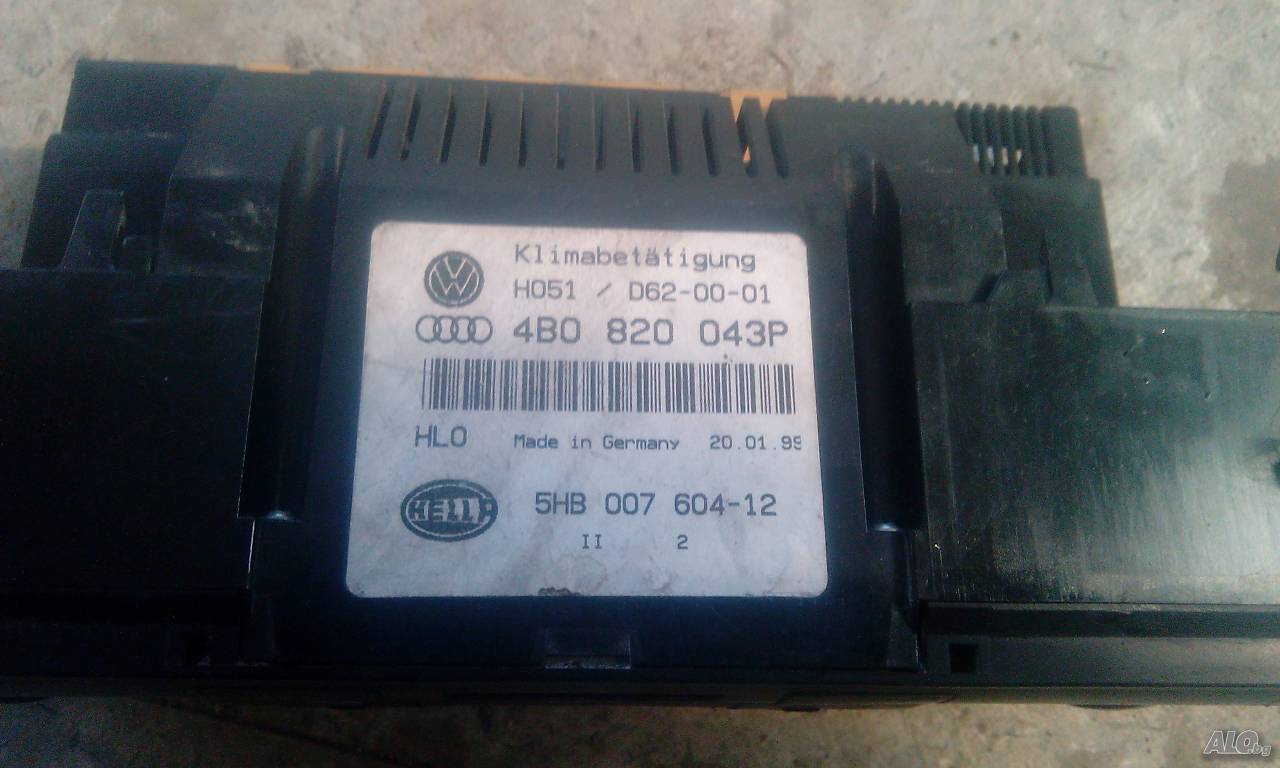 Klimabetätigung
H051 / D62-00-01
4B0 820 043P
HLO Made in Germany 20.01.99
HELLA 5HB 007 604-12
II 2
ALO.bg